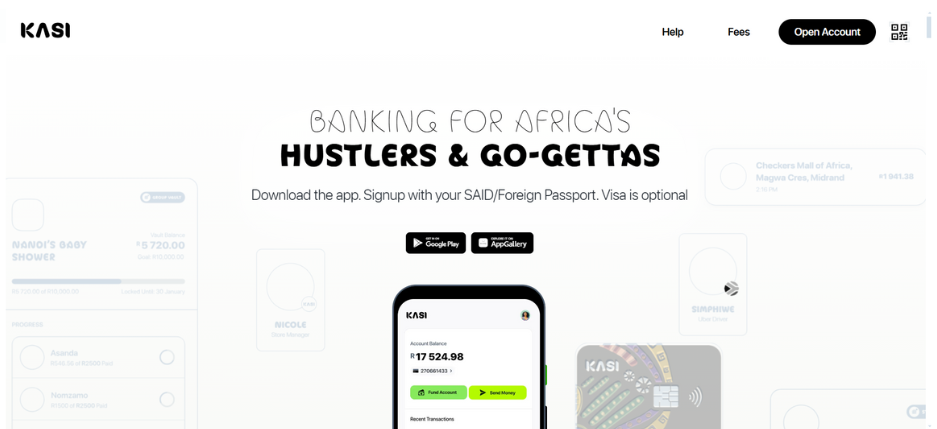 KASI
Help
Fees
Open Account
BANKING FOR AFRICA'S
HUSTLERS & GO-GETTAS
Download the app. Signup with your SAID/Foreign Passport. Visa is optional
GET IT ON
Google Play
EXPLORE IT ON
AppGallery
Checkers Mall of Africa,
Magwa Cres, Midrand
R1 941.28
NANDI'S BABY
SHOWER
R5 720.00
NICOLE
SIMPHIWE
PROGRESS
Asanda
Nomzamo
KASI
Account Balance
R17 524.98
270661433 >
Fund Account
Send Money
Recent Transactions
KASI